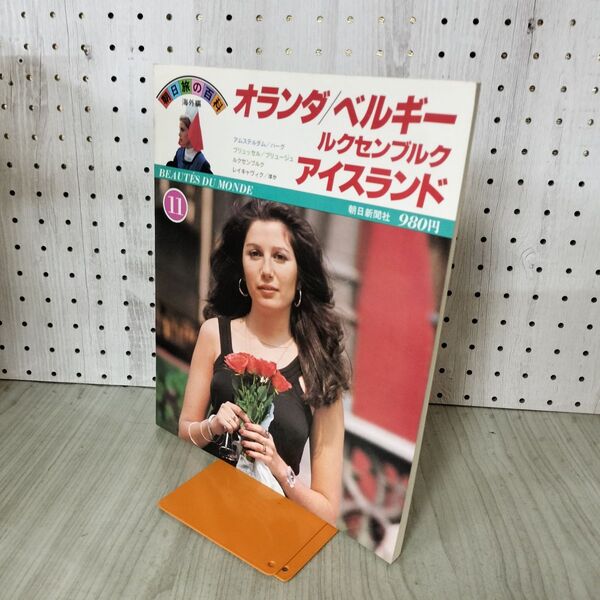 朝日旅の百科
海外編
オランダ/ベルギー
ルクセンブルク
アイスランド
アムステルダム/ハーグ
ブリュッセル/ブリュージュ
ルクセンブルク
レイキャヴィク/ほか
BEAUTÉS DU MONDE
朝日新聞社 980円
11